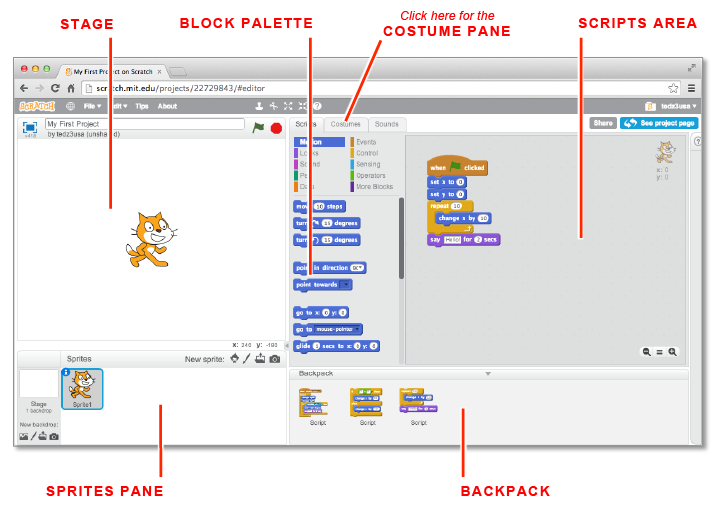 STAGE
BLOCK PALETTE
Click here for the
COSTUME PANE
SCRIPTS AREA
My First Project on Scratch ×
scratch.mit.edu/projects/22729843/#editor
SCRATCH File Edit Tips About tedz3usa
My First Project
by tedz3usa (unshared)
Scripts Costumes Sounds
Share See project page
Motion Events
Looks Control
Sound Sensing
Pen Operators
Data More Blocks
move 10 steps
turn 15 degrees
turn 15 degrees
point in direction
point towards
go to x: 0 y:
go to mouse-pointer
glide 1 secs to x: y:
when clicked
set x to 0
set y to 0
repeat 10
change x by 10
say Hello! for 2 secs
x: 0
y: 0
x: 240 y: -180
Sprites New sprite:
Sprite1
Stage
1 backdrop
New backdrop:
Backpack
Script Script Script
SPRITES PANE
BACKPACK